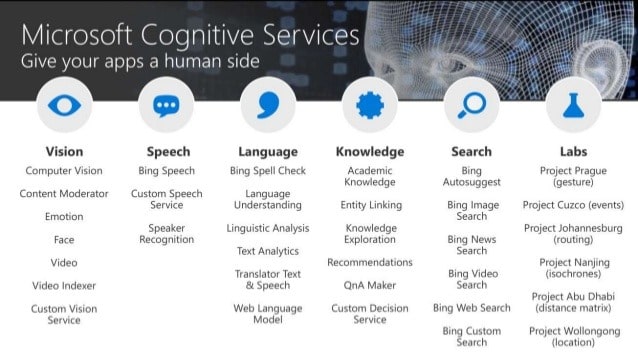 Microsoft Cognitive Services
Give your apps a human side
Vision
Computer Vision
Content Moderator
Emotion
Face
Video
Video Indexer
Custom Vision
Service
Speech
Bing Speech
Custom Speech
Service
Speaker
Recognition
Language
Bing Spell Check
Language
Understanding
Linguistic Analysis
Text Analytics
Translator Text
& Speech
Web Language
Model
Knowledge
Academic
Knowledge
Entity Linking
Knowledge
Exploration
Recommendations
QnA Maker
Custom Decision
Service
Search
Bing
Autosuggest
Bing Image
Search
Bing News
Search
Bing Video
Search
Bing Web Search
Bing Custom
Search
Labs
Project Prague
(gesture)
Project Cuzco (events)
Project Johannesburg
(routing)
Project Nanjing
(isochrones)
Project Abu Dhabi
(distance matrix)
Project Wollongong
(location)